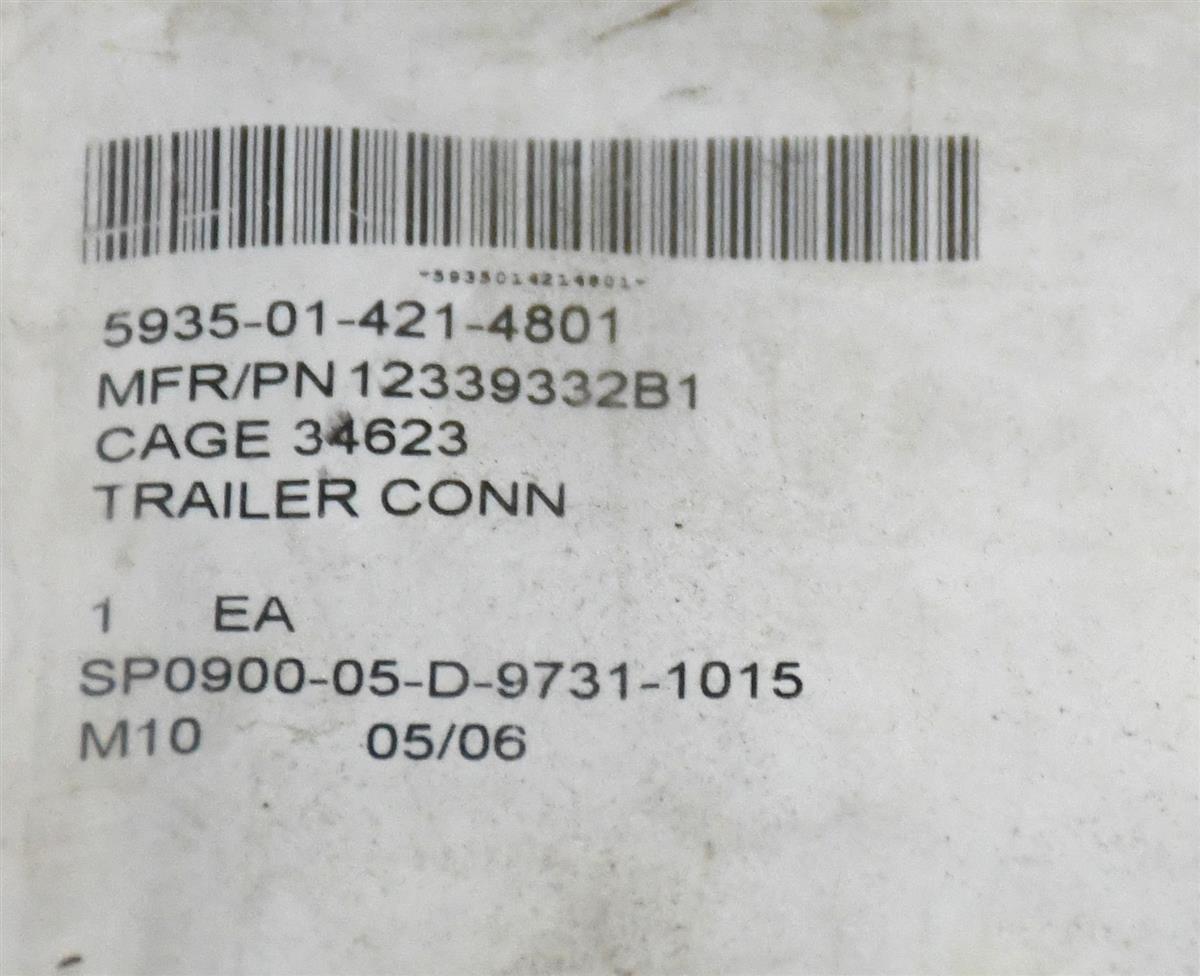 *5935014214801*
5935-01-421-4801
MFR/PN 12339332B1
CAGE 34623
TRAILER CONN
1 EA
SP0900-05-D-9731-1015
M10 05/06